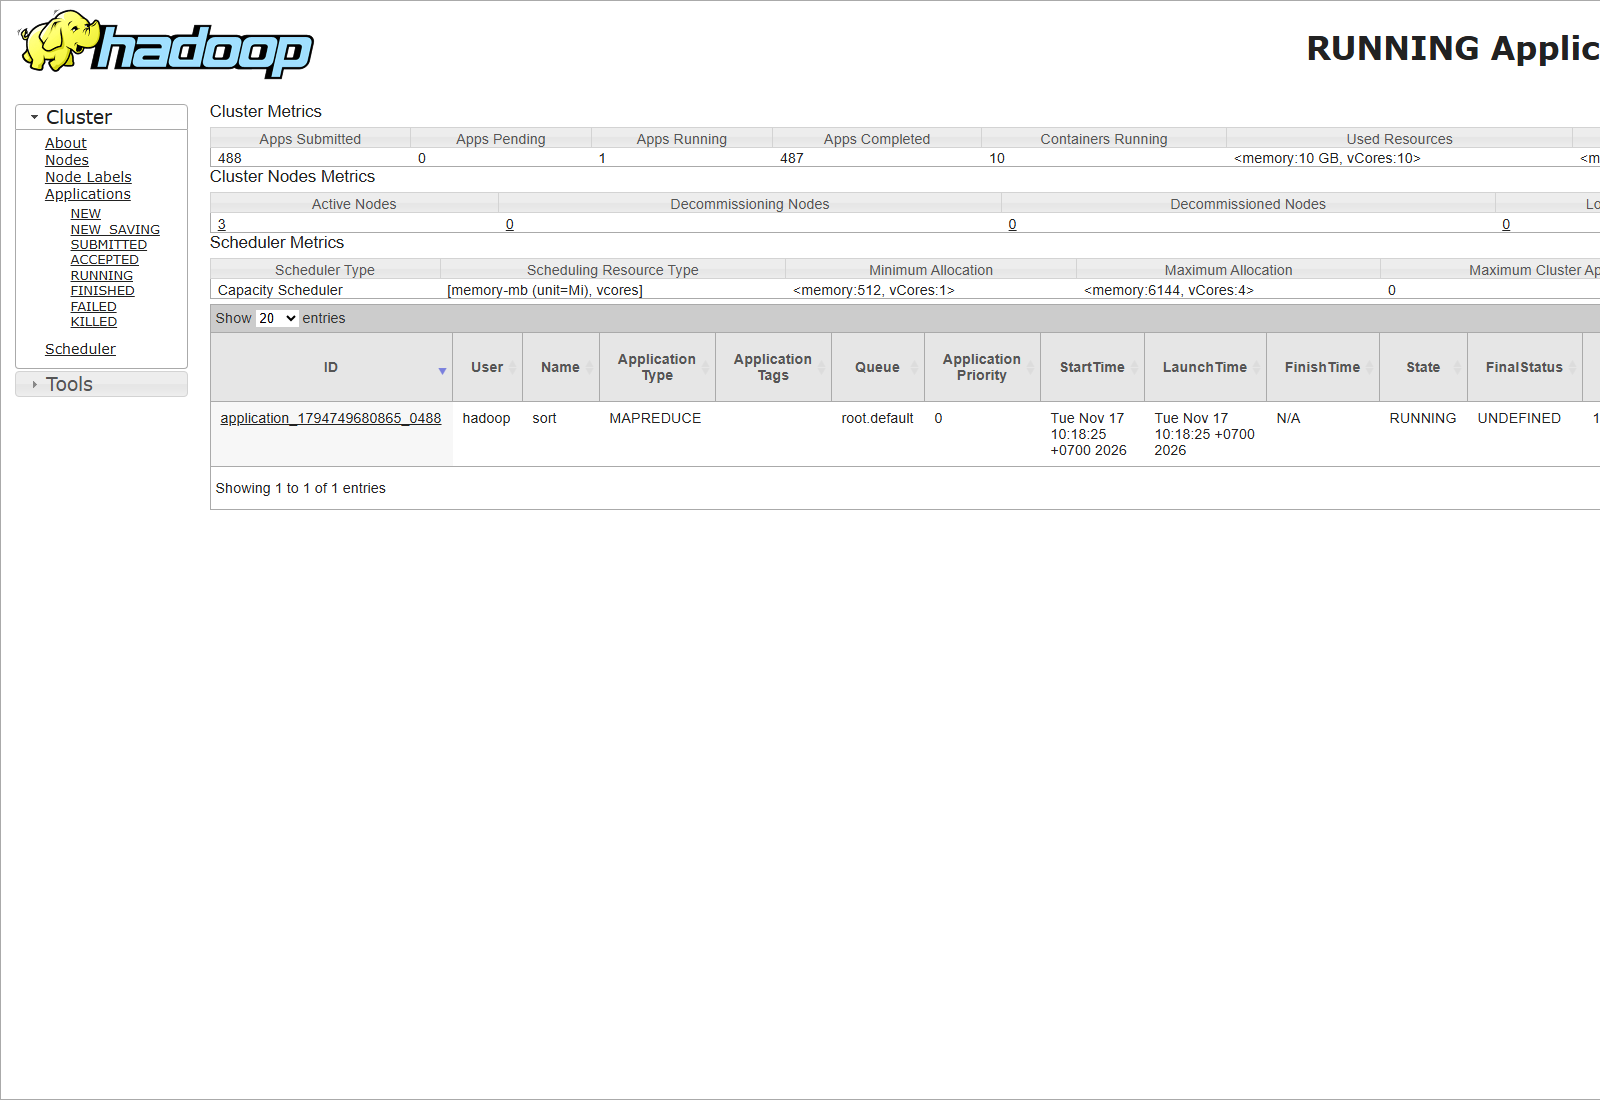 hadoop
RUNNING Applic
Cluster
About
Nodes
Node Labels
Applications
NEW
NEW_SAVING
SUBMITTED
ACCEPTED
RUNNING
FINISHED
FAILED
KILLED
Scheduler
Tools
Cluster Metrics
Apps Submitted Apps Pending Apps Running Apps Completed Containers Running Used Resources
488 0 1 487 10 <memory:10 GB, vCores:10> <m
Cluster Nodes Metrics
Active Nodes Decommissioning Nodes Decommissioned Nodes Lo
3 0 0 0
Scheduler Metrics
Scheduler Type Scheduling Resource Type Minimum Allocation Maximum Allocation Maximum Cluster Ap
Capacity Scheduler [memory-mb (unit=Mi), vcores] <memory:512, vCores:1> <memory:6144, vCores:4> 0
Show 20 entries
ID User Name Application Type Application Tags Queue Application Priority StartTime LaunchTime FinishTime State FinalStatus
application_1794749680865_0488 hadoop sort MAPREDUCE root.default 0 Tue Nov 17 10:18:25 +0700 2026 Tue Nov 17 10:18:25 +0700 2026 N/A RUNNING UNDEFINED 1
Showing 1 to 1 of 1 entries